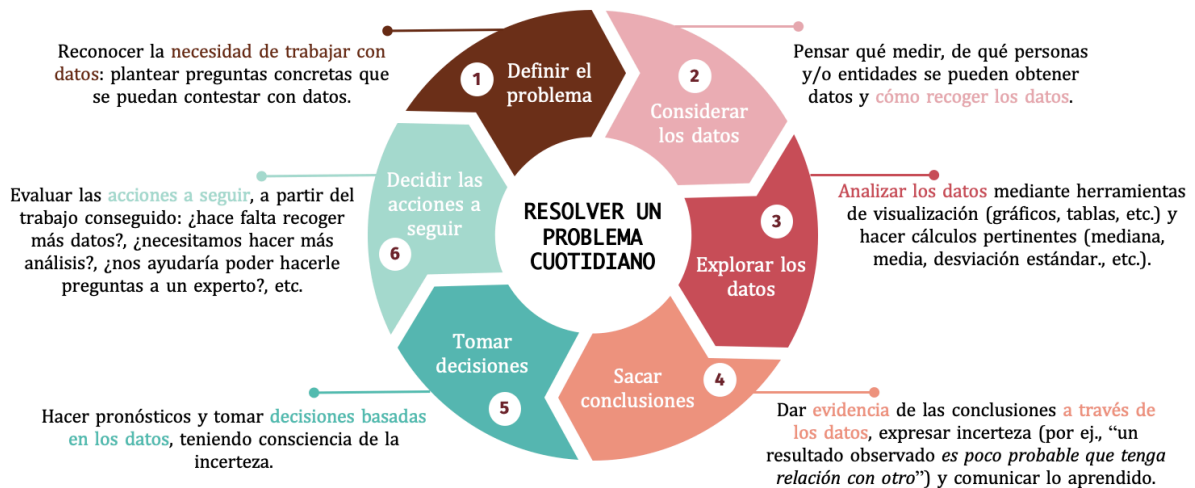 Reconocer la necesidad de trabajar con
datos: plantear preguntas concretas que
se puedan contestar con datos.
1
Definir el
problema
2
Considerar
los datos
Pensar qué medir, de qué personas
y/o entidades se pueden obtener
datos y cómo recoger los datos.
Analizar los datos mediante herramientas
de visualización (gráficos, tablas, etc.) y
hacer cálculos pertinentes (mediana,
media, desviación estándar., etc.).
3
Explorar los
datos
RESOLVER UN
PROBLEMA
CUOTIDIANO
Sacar
conclusiones
4
Dar evidencia de las conclusiones a través de
los datos, expresar incerteza (por ej., “un
resultado observado es poco probable que tenga
relación con otro”) y comunicar lo aprendido.
Tomar
decisiones
5
Hacer pronósticos y tomar decisiones basadas
en los datos, teniendo consciencia de la
incerteza.
Decidir las
acciones a
seguir
6
Evaluar las acciones a seguir, a partir del
trabajo conseguido: ¿hace falta recoger
más datos?, ¿necesitamos hacer más
análisis?, ¿nos ayudaría poder hacerle
preguntas a un experto?, etc.